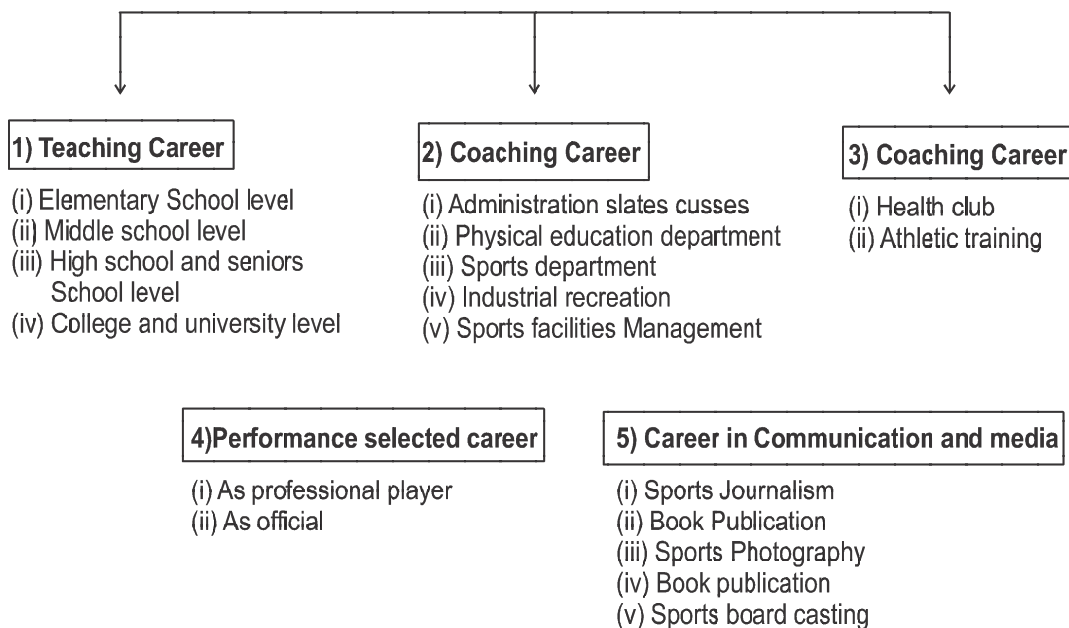 1) Teaching Career
(i) Elementary School level
(ii) Middle school level
(iii) High school and seniors
School level
(iv) College and university level
2) Coaching Career
(i) Administration slates cusses
(ii) Physical education department
(iii) Sports department
(iv) Industrial recreation
(v) Sports facilities Management
3) Coaching Career
(i) Health club
(ii) Athletic training
4)Performance selected career
(i) As professional player
(ii) As official
5) Career in Communication and media
(i) Sports Journalism
(ii) Book Publication
(iii) Sports Photography
(iv) Book publication
(v) Sports board casting